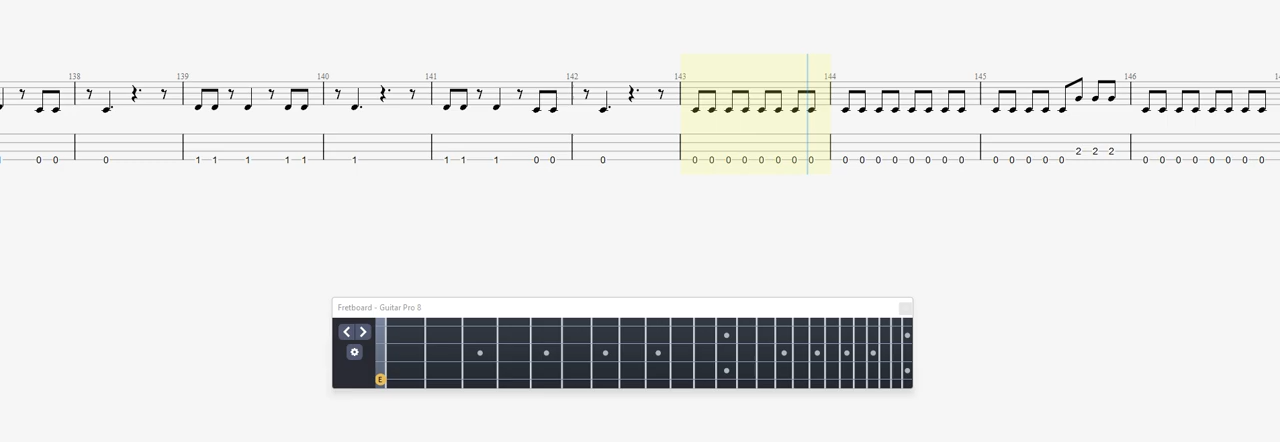 138 139 140 141 142 143 144 145 146
0 0 0 1 1 1 1 1 1 1 1 1 0 0 0 0 0 0 0 0 0 0 0 0 0 0 0 0 0 0 0 0 0 0 0 0 2 2 2 0 0 0 0 0 0 0 0
Fretboard - Guitar Pro 8
E